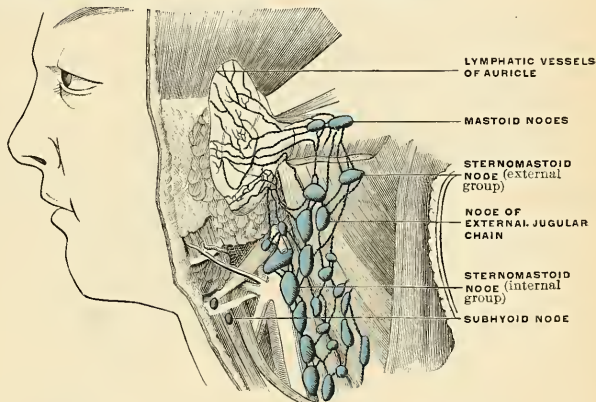 LYMPHATIC VESSELS
OF AURICLE
MASTOID NODES
STERNOMASTOID
NODE (external
group)
NODE OF
EXTERNAL JUGULAR
CHAIN
STERNOMASTOID
NODE (internal
group)
SUBHYOID NODE